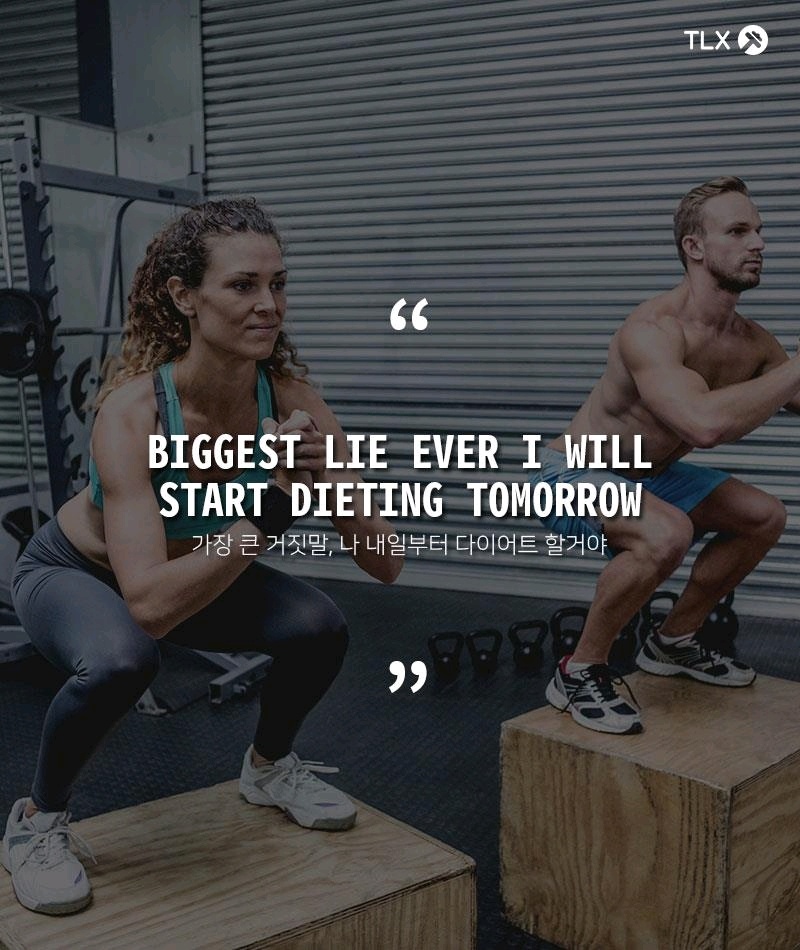 TLX
“
BIGGEST LIE EVER I WILL
START DIETING TOMORROW
가장 큰 거짓말, 나 내일부터 다이어트 할거야
”